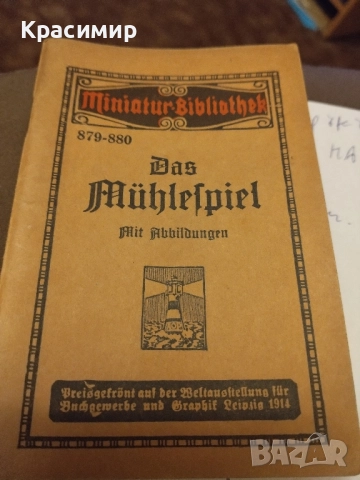 Красимир
Miniatur-Bibliothek
879-880
Das
Mühleſpiel
Mit Abbildungen
Preisgekrönt auf der Weltausſtellung für
Buchgewerbe und Graphik Leipzig 1914
BAZAR